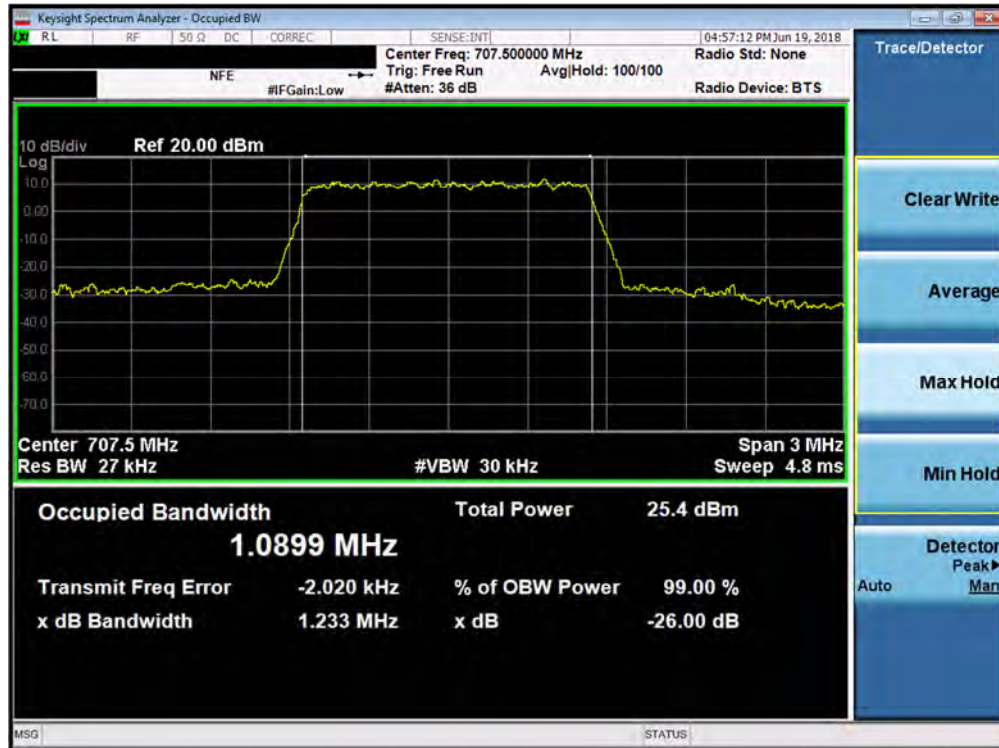 Keysight Spectrum Analyzer - Occupied BW
LXI RL RF 50 Ω DC CORREC SENSE:INT 04:57:12 PM Jun 19, 2018
Center Freq: 707.500000 MHz Radio Std: None
NFE Trig: Free Run Avg|Hold: 100/100
#IFGain:Low #Atten: 36 dB Radio Device: BTS
10 dB/div Ref 20.00 dBm
Log
10.0
0.00
-10.0
-20.0
-30.0
-40.0
-50.0
-60.0
-70.0
Center 707.5 MHz Span 3 MHz
Res BW 27 kHz #VBW 30 kHz Sweep 4.8 ms
Occupied Bandwidth Total Power 25.4 dBm
1.0899 MHz
Transmit Freq Error -2.020 kHz % of OBW Power 99.00 %
x dB Bandwidth 1.233 MHz x dB -26.00 dB
Trace/Detector
Clear Write
Average
Max Hold
Min Hold
Detector
Peak
Auto Man
MSG STATUS